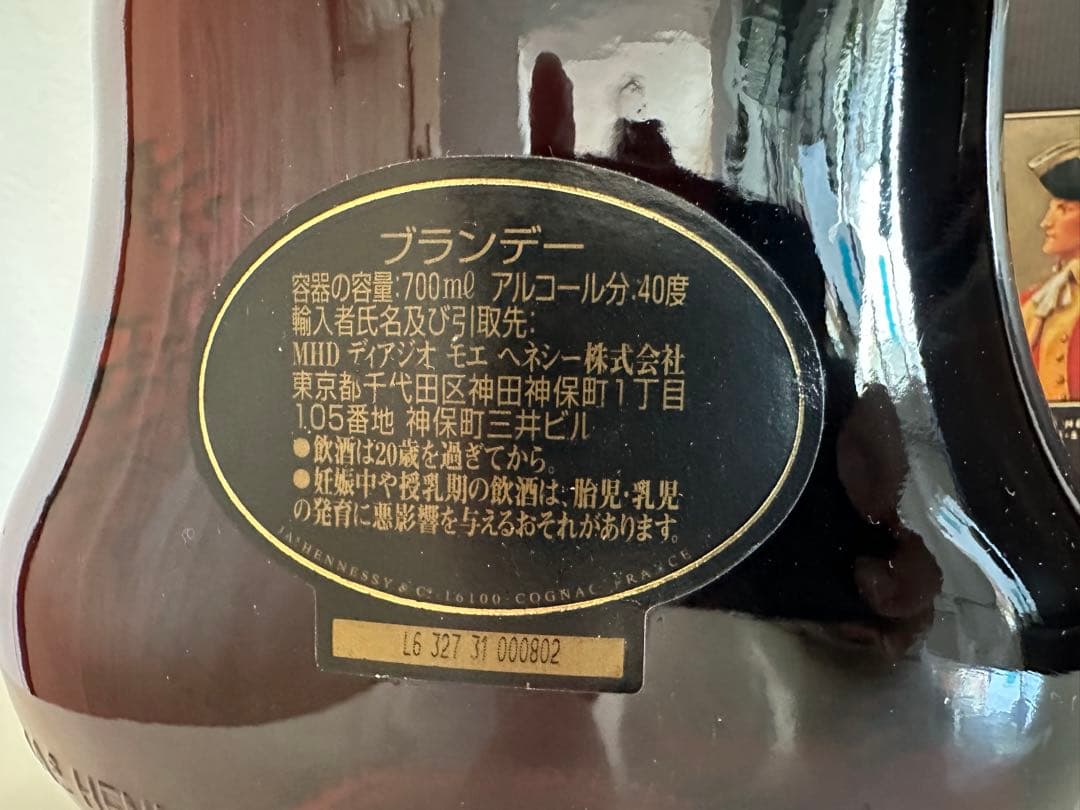 ブランデー
容器の容量:700mℓ アルコール分:40度
輸入者氏名及び引取先:
MHD ディアジオ モエ ヘネシー株式会社
東京都千代田区神田神保町1丁目
105番地 神保町三井ビル
●飲酒は20歳を過ぎてから。
●妊娠中や授乳期の飲酒は、胎児・乳児
の発育に悪影響を与えるおそれがあります。
JAˢ HENNESSY & Cº · 16100 · COGNAC · FRANCE
L6 327 31 000802